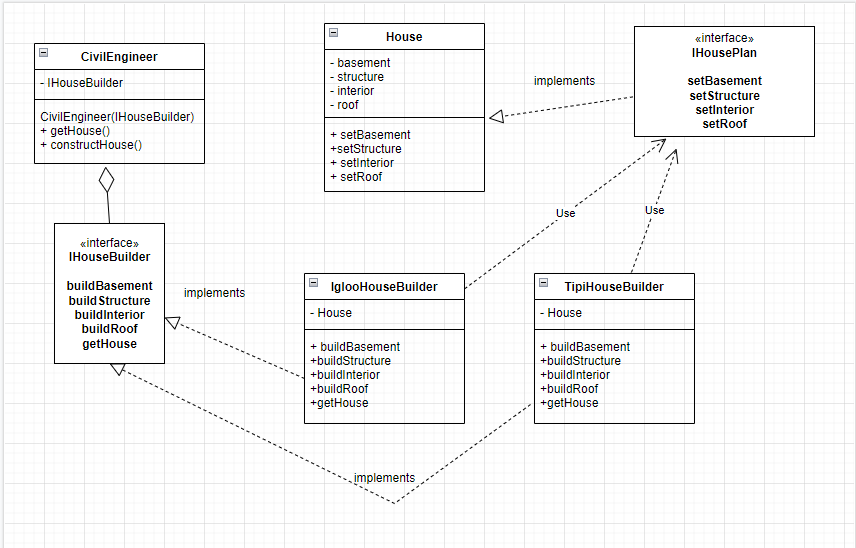 CivilEngineer
- IHouseBuilder
CivilEngineer(IHouseBuilder)
+ getHouse()
+ constructHouse()
House
- basement
- structure
- interior
- roof
+ setBasement
+setStructure
+ setInterior
+ setRoof
implements
«interface»
IHousePlan
setBasement
setStructure
setInterior
setRoof
Use
Use
«interface»
IHouseBuilder
buildBasement
buildStructure
buildInterior
buildRoof
getHouse
implements
IglooHouseBuilder
- House
+ buildBasement
+buildStructure
+buildInterior
+buildRoof
+getHouse
TipiHouseBuilder
- House
+ buildBasement
+buildStructure
+buildInterior
+buildRoof
+getHouse
implements